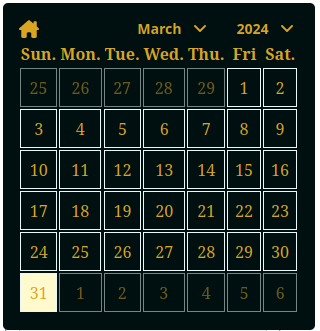 March 2024
Sun. Mon. Tue. Wed. Thu. Fri Sat.
25 26 27 28 29 1 2
3 4 5 6 7 8 9
10 11 12 13 14 15 16
17 18 19 20 21 22 23
24 25 26 27 28 29 30
31 1 2 3 4 5 6